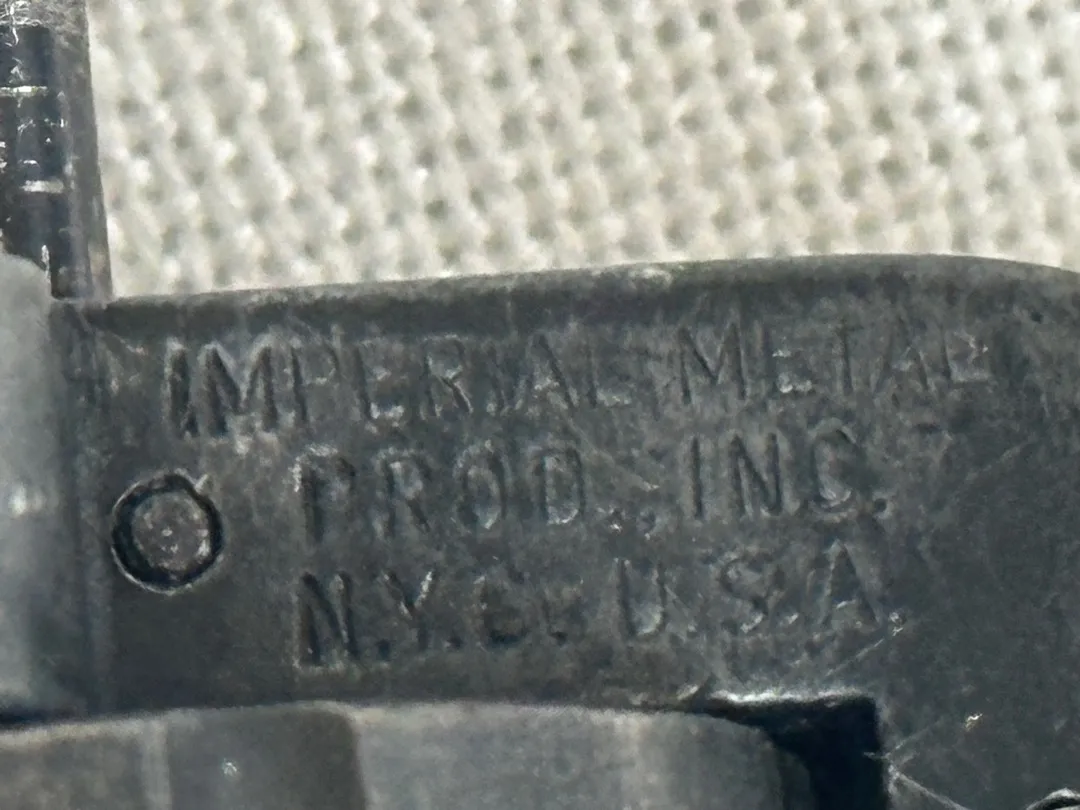 IMPERIAL METAL
PROD., INC.
N.Y.C. U.S.A.